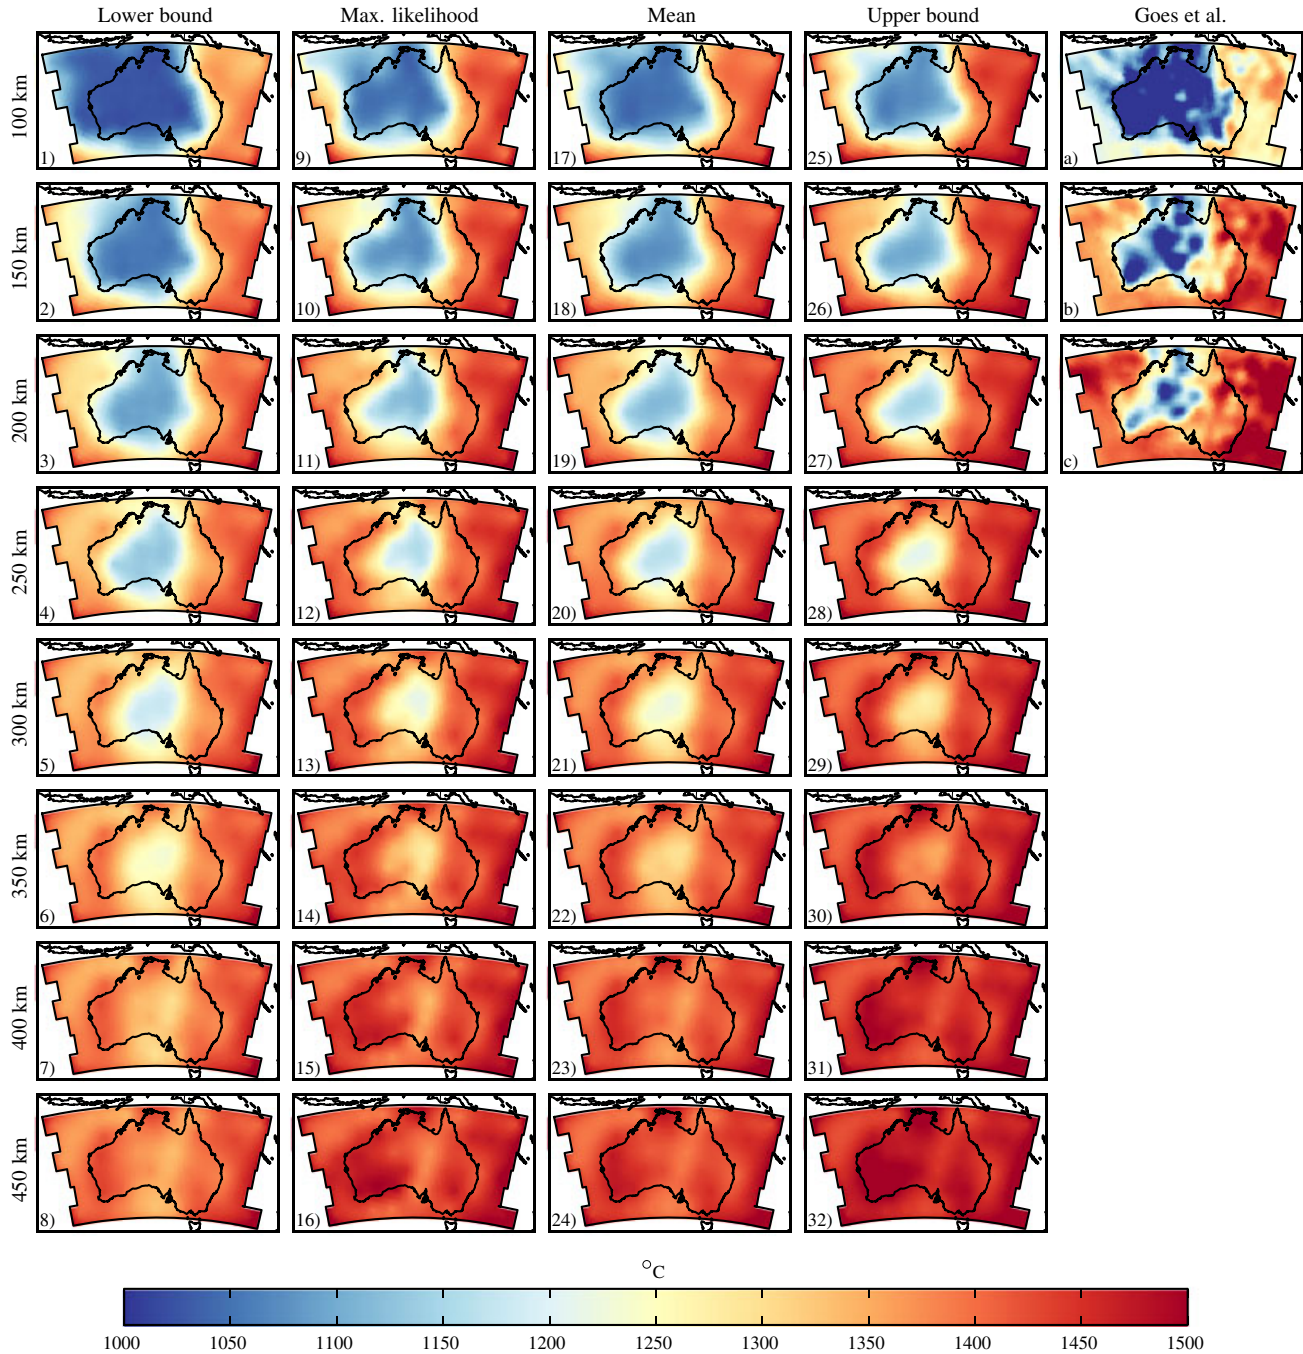 Lower bound Max. likelihood Mean Upper bound Goes et al.
100 km 1) 9) 17) 25) a)
150 km 2) 10) 18) 26) b)
200 km 3) 11) 19) 27) c)
250 km 4) 12) 20) 28)
300 km 5) 13) 21) 29)
350 km 6) 14) 22) 30)
400 km 7) 15) 23) 31)
450 km 8) 16) 24) 32)
°C
1000 1050 1100 1150 1200 1250 1300 1350 1400 1450 1500